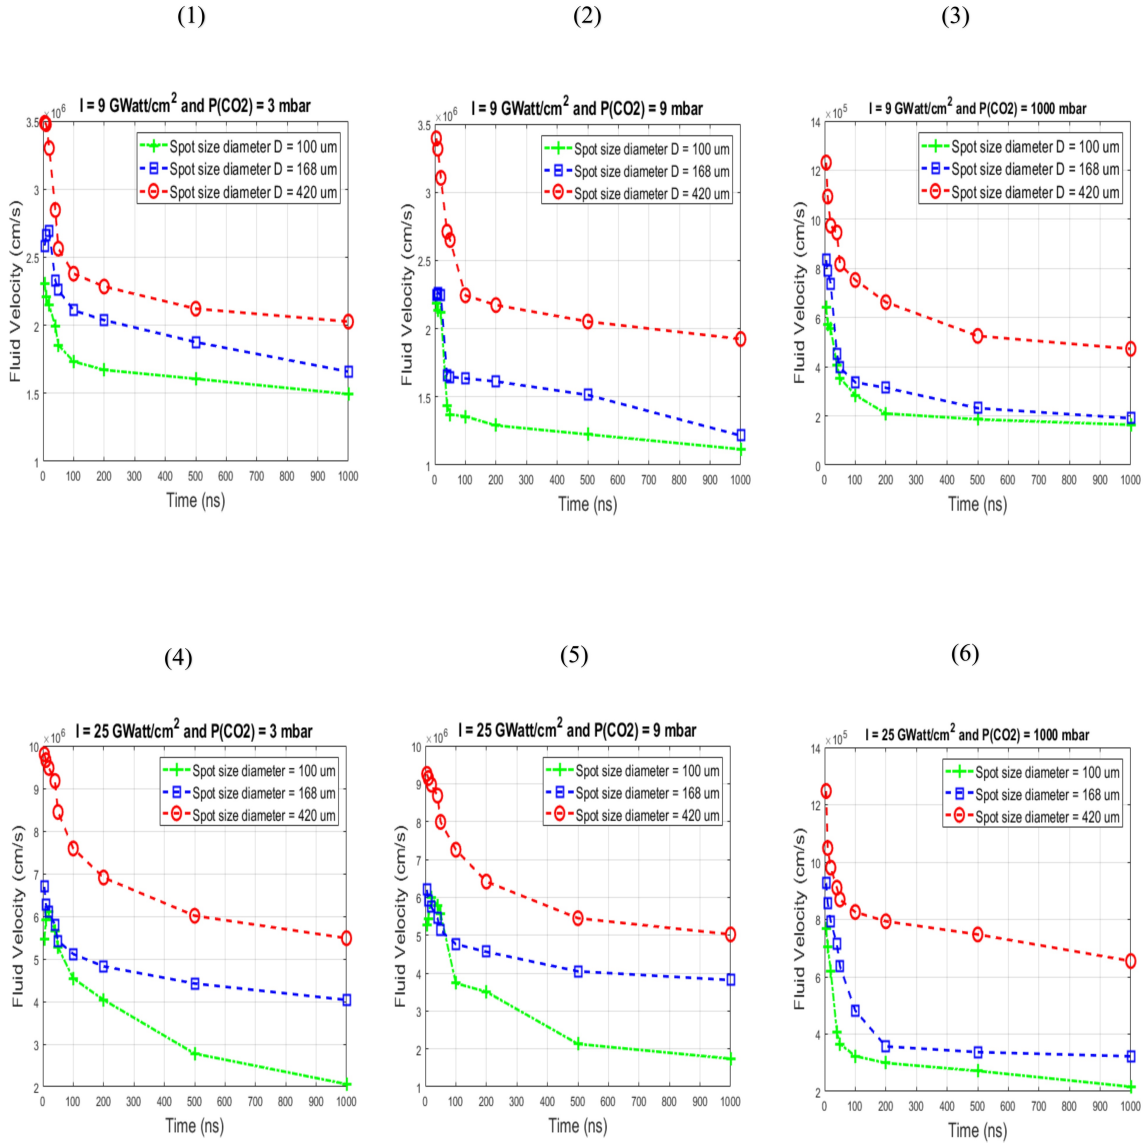 (1)
(2)
(3)
I = 9 GWatt/cm2 and P(CO2) = 3 mbar
×10^6
Spot size diameter D = 100 um
Spot size diameter D = 168 um
Spot size diameter D = 420 um
3.5
3
2.5
2
1.5
1
Fluid Velocity (cm/s)
0 100 200 300 400 500 600 700 800 900 1000
Time (ns)
I = 9 GWatt/cm2 and P(CO2) = 9 mbar
×10^6
Spot size diameter D = 100 um
Spot size diameter D = 168 um
Spot size diameter D = 420 um
3.5
3
2.5
2
1.5
1
Fluid Velocity (cm/s)
0 100 200 300 400 500 600 700 800 900 1000
Time (ns)
I = 9 GWatt/cm2 and P(CO2) = 1000 mbar
×10^5
Spot size diameter D = 100 um
Spot size diameter D = 168 um
Spot size diameter D = 420 um
14
12
10
8
6
4
2
0
Fluid Velocity (cm/s)
0 100 200 300 400 500 600 700 800 900 1000
Time (ns)
(4)
(5)
(6)
I = 25 GWatt/cm2 and P(CO2) = 3 mbar
×10^6
Spot size diameter = 100 um
Spot size diameter = 168 um
Spot size diameter = 420 um
10
9
8
7
6
5
4
3
2
Fluid Velocity (cm/s)
0 100 200 300 400 500 600 700 800 900 1000
Time (ns)
I = 25 GWatt/cm2 and P(CO2) = 9 mbar
×10^6
Spot size diameter = 100 um
Spot size diameter = 168 um
Spot size diameter = 420 um
10
9
8
7
6
5
4
3
2
1
Fluid Velocity (cm/s)
0 100 200 300 400 500 600 700 800 900 1000
Time (ns)
I = 25 GWatt/cm2 and P(CO2) = 1000 mbar
×10^5
Spot size diameter = 100 um
Spot size diameter = 168 um
Spot size diameter = 420 um
14
12
10
8
6
4
2
Fluid Velocity (cm/s)
0 100 200 300 400 500 600 700 800 900 1000
Time (ns)